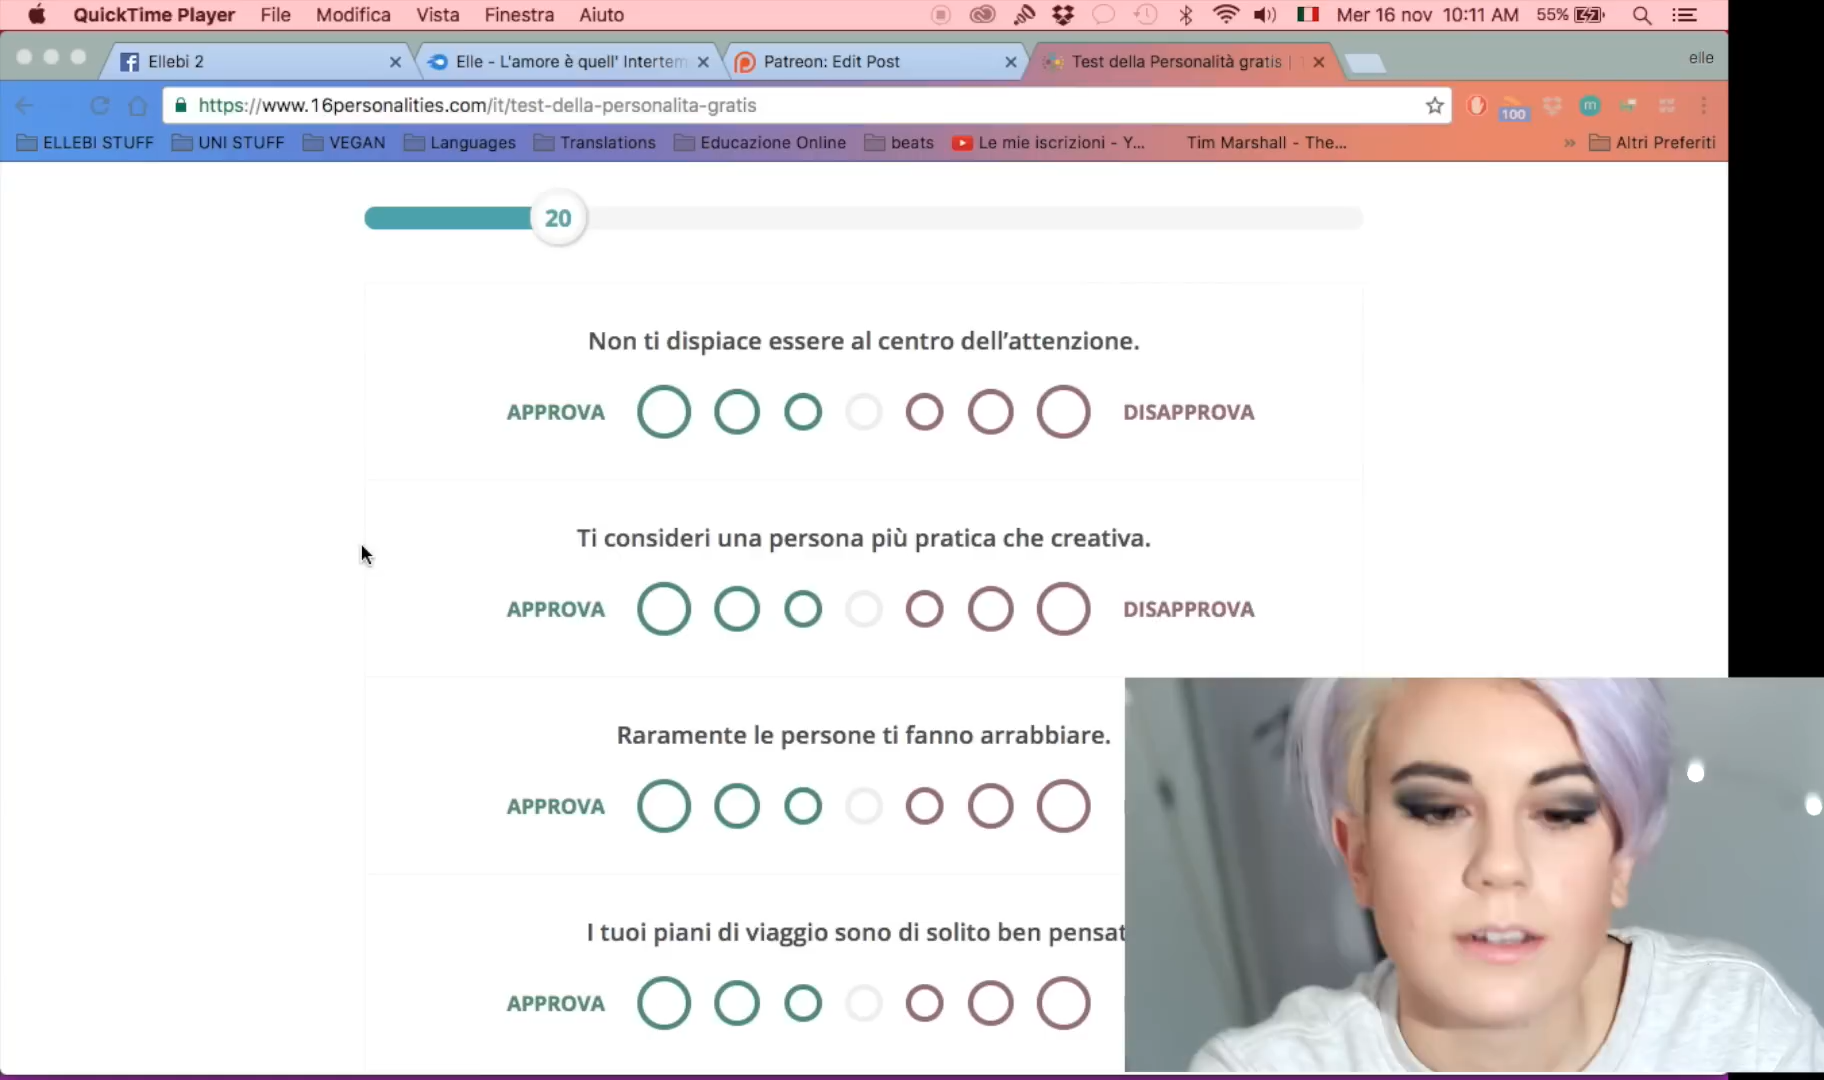 QuickTime Player File Modifica Vista Finestra Aiuto Mer 16 nov 10:11 AM 55%
Ellebi 2 Elle - L'amore è quell' Intertem Patreon: Edit Post Test della Personalità gratis | elle
https://www.16personalities.com/it/test-della-personalita-gratis 100 m
ELLEBI STUFF UNI STUFF VEGAN Languages Translations Educazione Online beats Le mie iscrizioni - Y... Tim Marshall - The... » Altri Preferiti
20
Non ti dispiace essere al centro dell’attenzione.
APPROVA DISAPPROVA
Ti consideri una persona più pratica che creativa.
APPROVA DISAPPROVA
Raramente le persone ti fanno arrabbiare.
APPROVA
I tuoi piani di viaggio sono di solito ben pensat
APPROVA